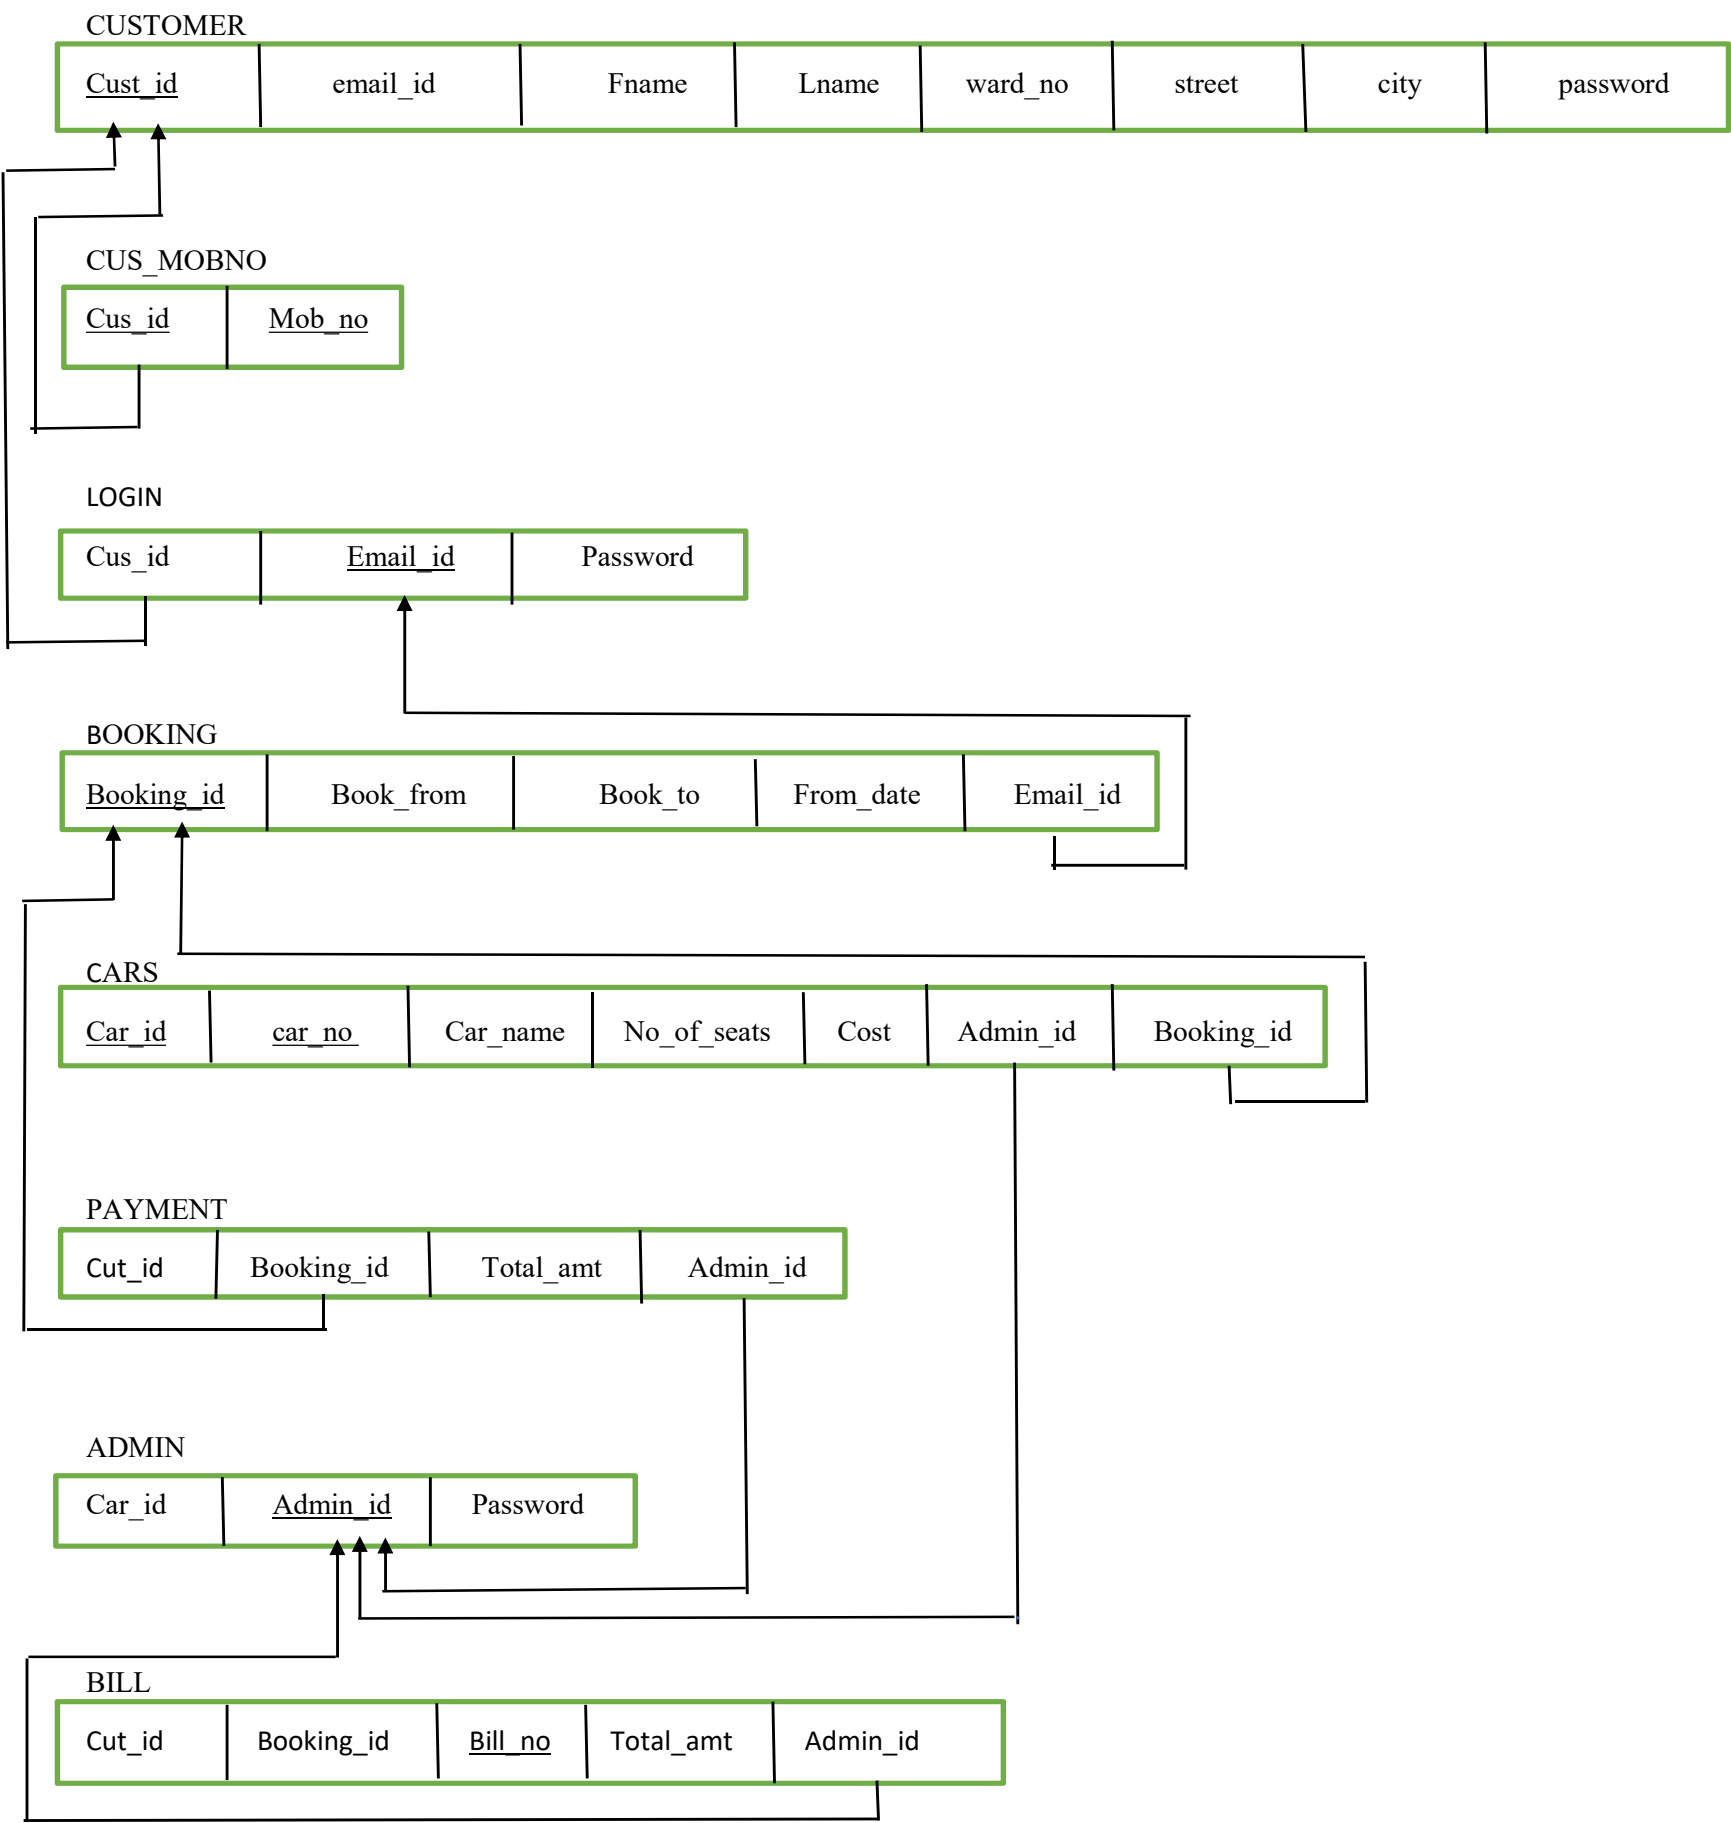 CUSTOMER
Cust_id email_id Fname Lname ward_no street city password
CUS_MOBNO
Cus_id Mob_no
LOGIN
Cus_id Email_id Password
BOOKING
Booking_id Book_from Book_to From_date Email_id
CARS
Car_id car_no Car_name No_of_seats Cost Admin_id Booking_id
PAYMENT
Cut_id Booking_id Total_amt Admin_id
ADMIN
Car_id Admin_id Password
BILL
Cut_id Booking_id Bill_no Total_amt Admin_id